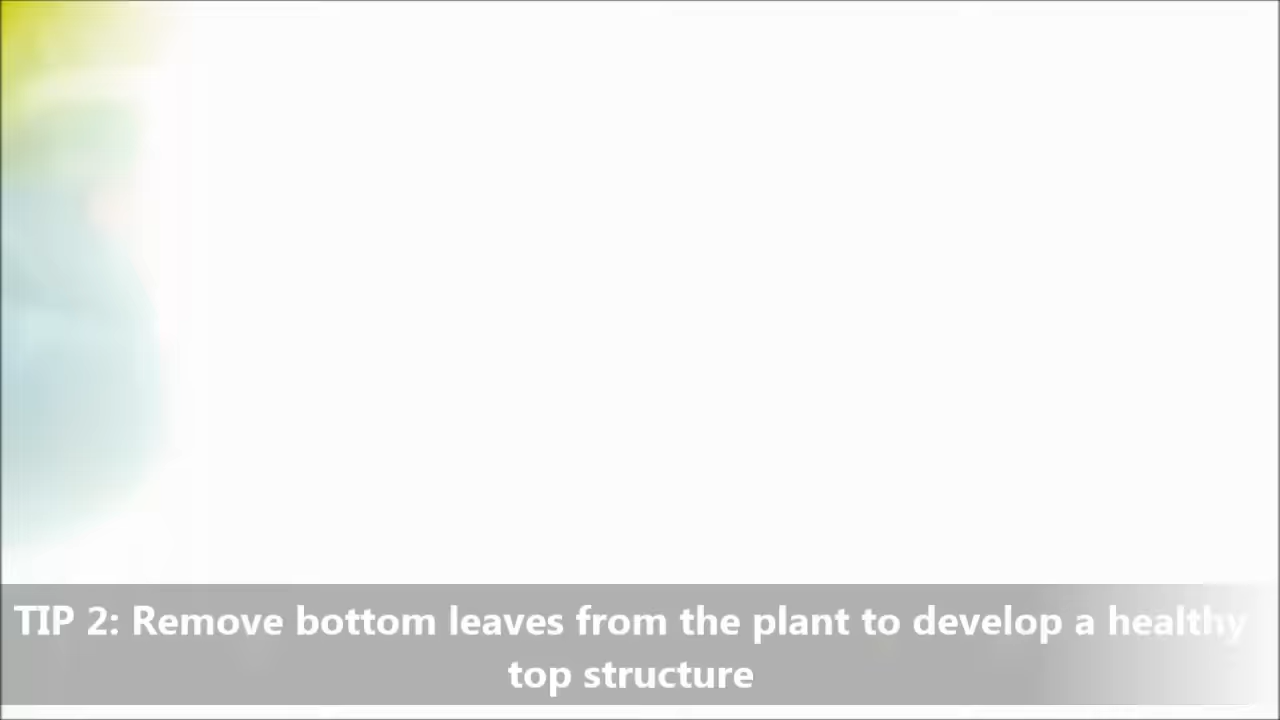 TIP 2: Remove bottom leaves from the plant to develop a healthy
top structure